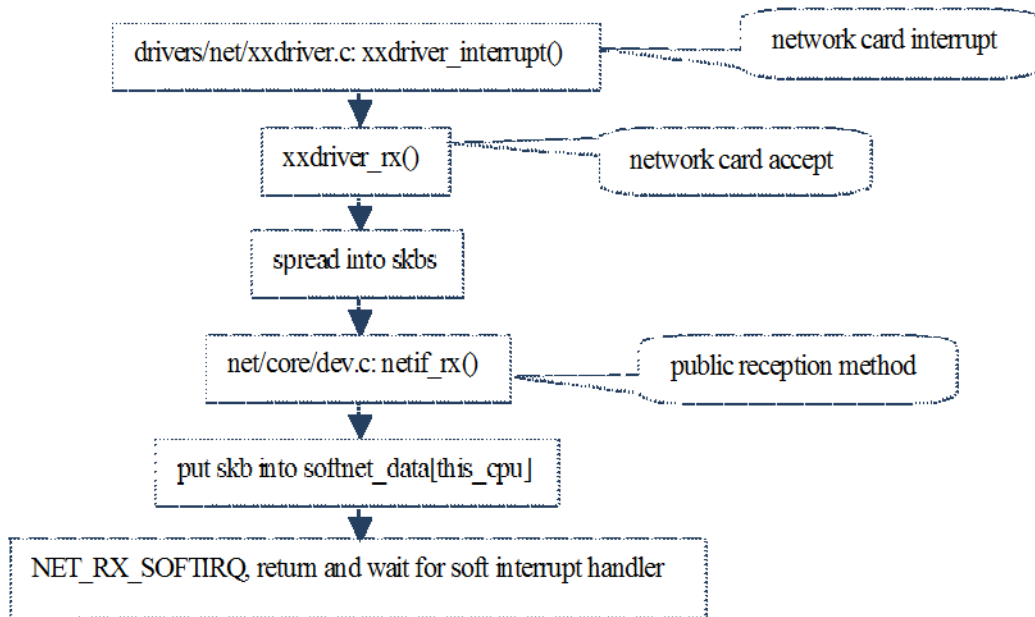 drivers/net/xxdriver.c: xxdriver_interrupt()
network card interrupt
xxdriver_rx()
network card accept
spread into skbs
net/core/dev.c: netif_rx()
public reception method
put skb into softnet_data[this_cpu]
NET_RX_SOFTIRQ, return and wait for soft interrupt handler